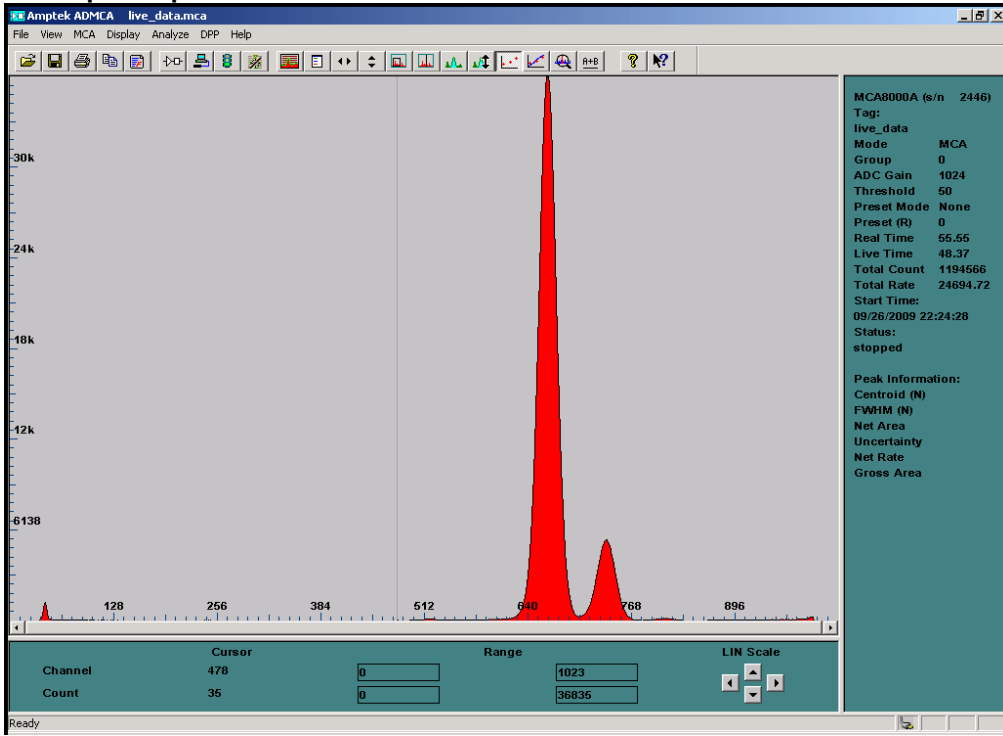 Amptek ADMCA live_data.mca
File View MCA Display Analyze DPP Help
A+B
30k
24k
18k
12k
6138
128 256 384 512 640 768 896
MCA8000A (s/n 2446)
Tag:
live_data
Mode MCA
Group 0
ADC Gain 1024
Threshold 50
Preset Mode None
Preset (R) 0
Real Time 55.55
Live Time 48.37
Total Count 1194566
Total Rate 24694.72
Start Time:
09/26/2009 22:24:28
Status:
stopped
Peak Information:
Centroid (N)
FWHM (N)
Net Area
Uncertainty
Net Rate
Gross Area
Cursor Range LIN Scale
Channel 478 0 1023
Count 35 0 36835
Ready